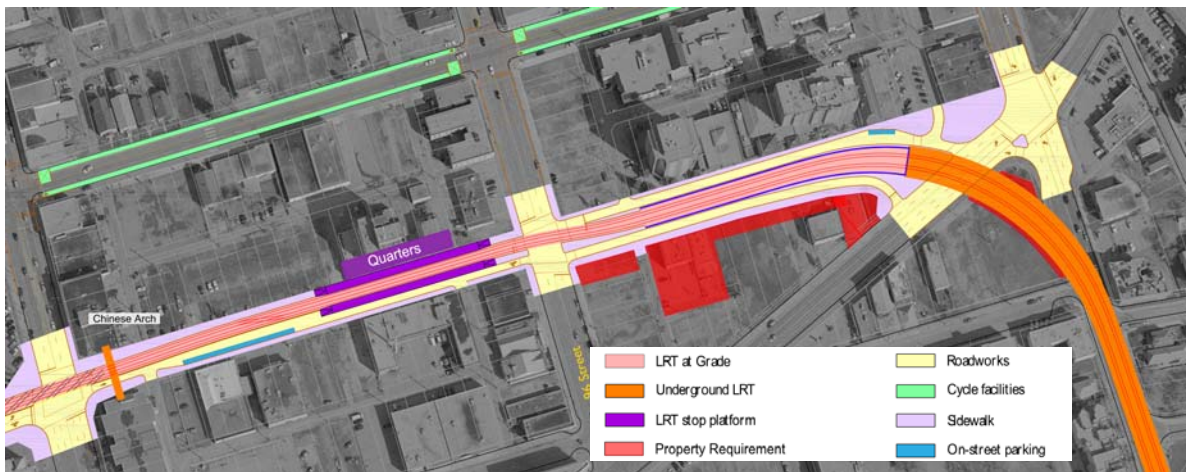 Quarters
Chinese Arch
96 Street
LRT at Grade
Underground LRT
LRT stop platform
Property Requirement
Roadworks
Cycle facilities
Sidewalk
On-street parking